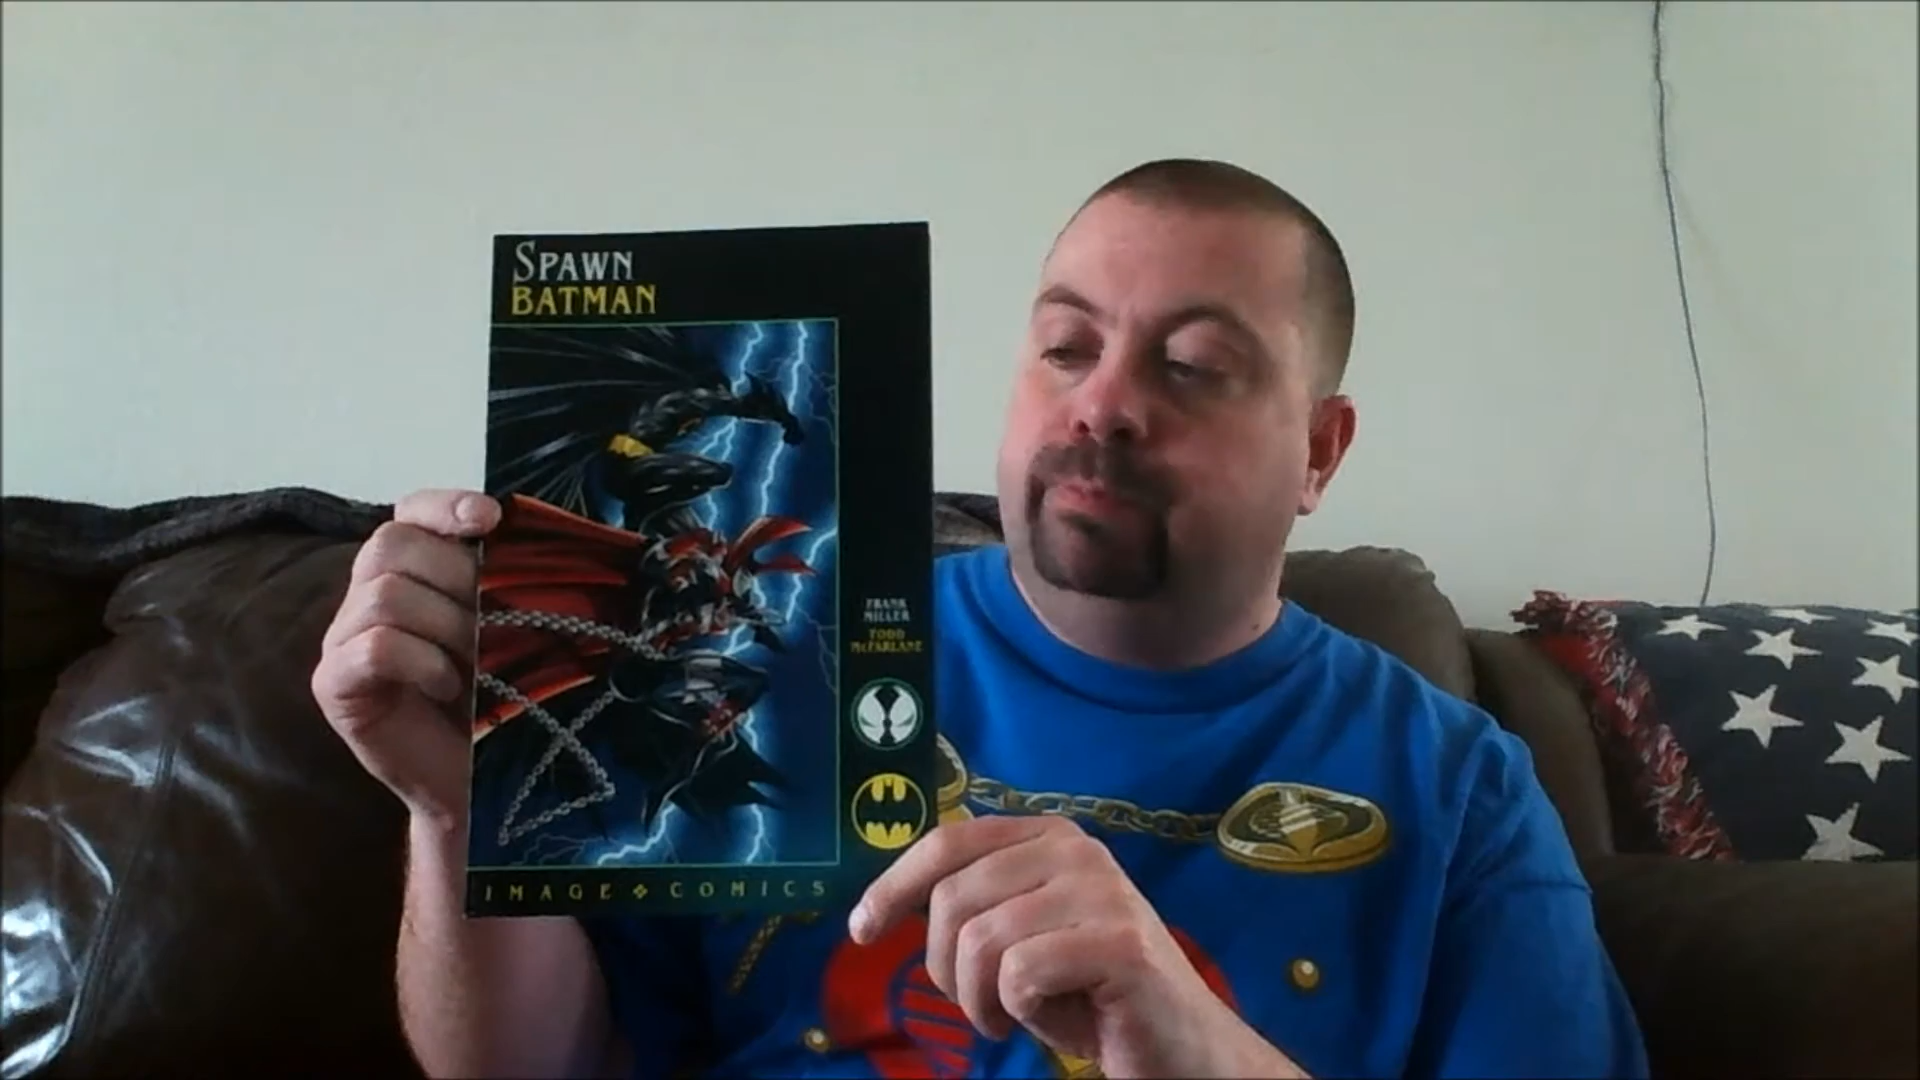 SPAWN
BATMAN
FRANK
MILLER
TODD
McFARLANE
IMAGE COMICS